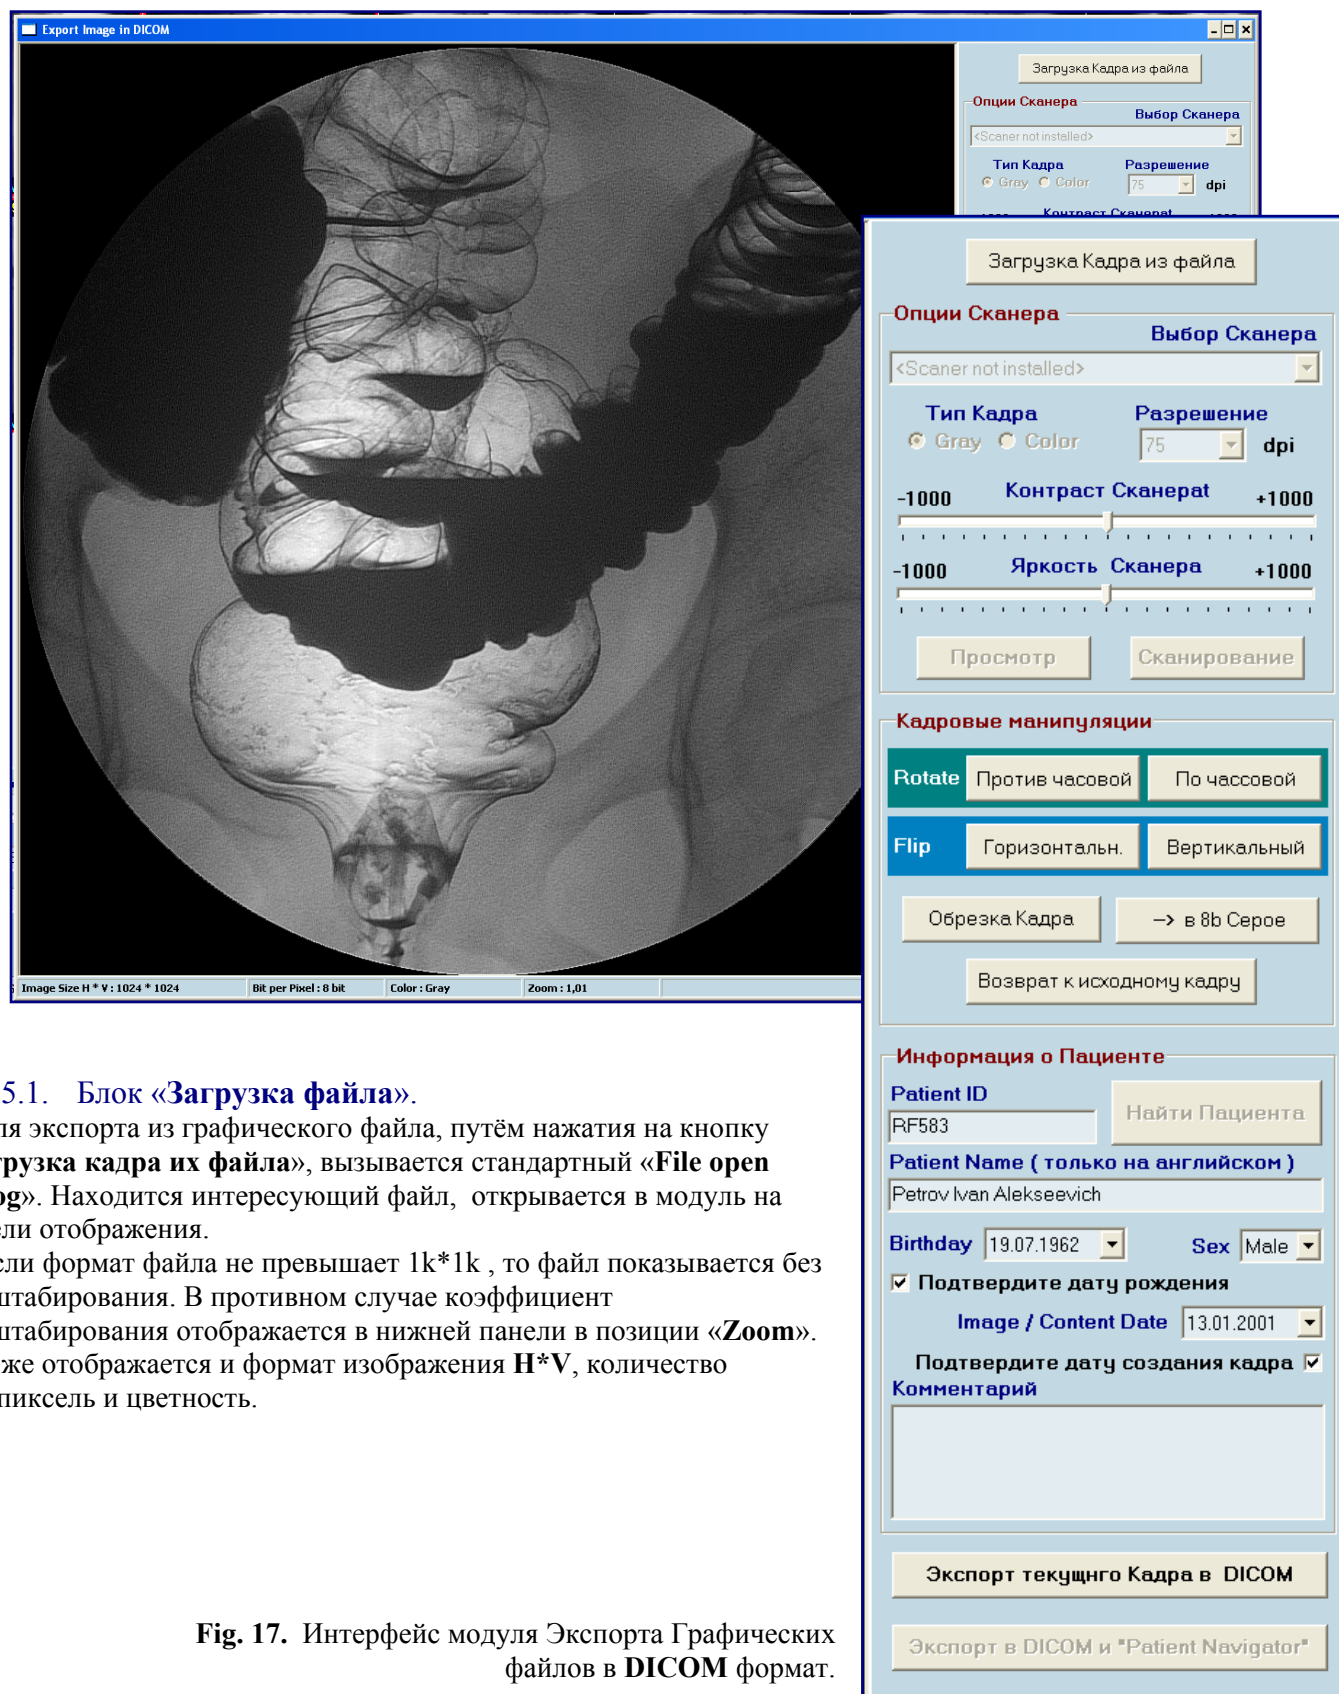 Export Image in DICOM
Загрузка Кадра из файла
Опции Сканера
Выбор Сканера
<Scaner not installed>
Тип Кадра Разрешение
Gray Color 75 dpi
Контраст Сканерat
Загрузка Кадра из файла
Опции Сканера
Выбор Сканера
<Scaner not installed>
Тип Кадра Разрешение
Gray Color 75 dpi
-1000 Контраст Сканерat +1000
-1000 Яркость Сканера +1000
Просмотр Сканирование
Кадровые манипуляции
Rotate Против часовой По чассовой
Flip Горизонтальн. Вертикальный
Обрезка Кадра –> в 8b Серое
Возврат к исходному кадру
Image Size H * V : 1024 * 1024 Bit per Pixel : 8 bit Color : Gray Zoom : 1,01
Информация о Пациенте
Patient ID
RF583 Найти Пациента
Patient Name ( только на английском )
Petrov Ivan Alekseevich
Birthday 19.07.1962 Sex Male
Подтвердите дату рождения
Image / Content Date 13.01.2001
Подтвердите дату создания кадра
Комментарий
Экспорт текущнго Кадра в DICOM
Экспорт в DICOM и "Patient Navigator"
5.1. Блок «Загрузка файла».
ля экспорта из графического файла, путём нажатия на кнопку
грузка кадра их файла», вызывается стандартный «File open
og». Находится интересующий файл, открывается в модуль на
ели отображения.
сли формат файла не превышает 1k*1k , то файл показывается без
штабирования. В противном случае коэффициент
штабирования отображается в нижней панели в позиции «Zoom».
же отображается и формат изображения H*V, количество
пиксель и цветность.
Fig. 17. Интерфейс модуля Экспорта Графических
файлов в DICOM формат.